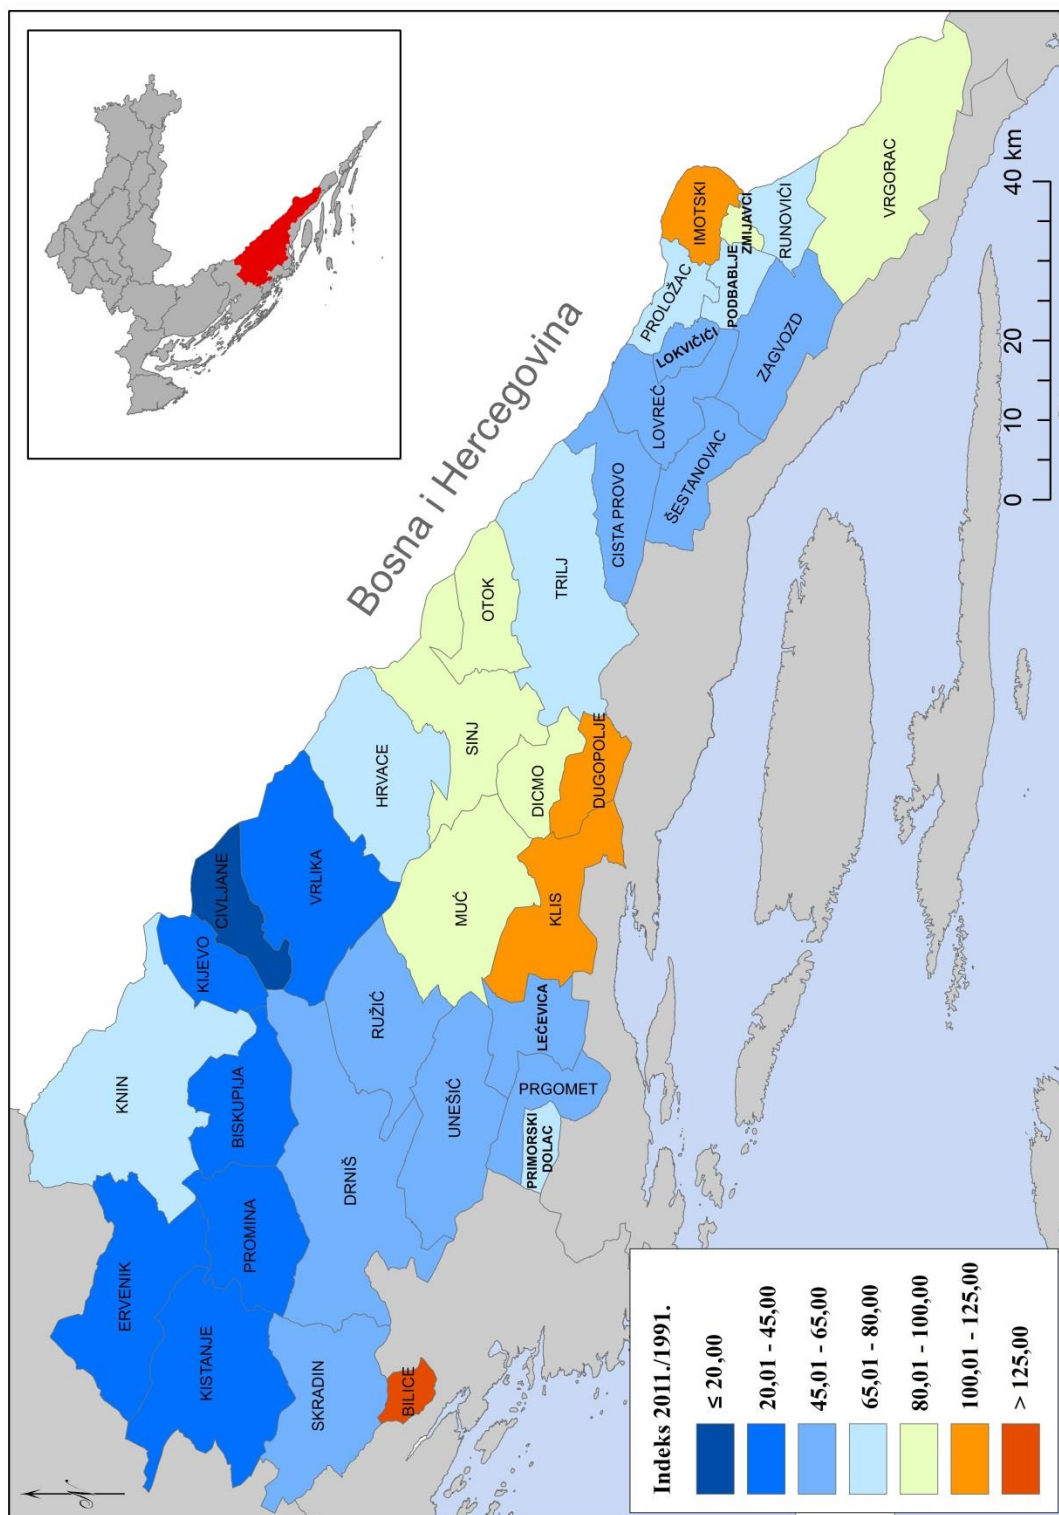 N
Bosna i Hercegovina
ERVENIK
KNIN
KISTANJE
PROMINA
BISKUPIJA
KIJEVO
CIVLJANE
VRLIKA
SKRADIN
DRNIŠ
RUŽIĆ
HRVACE
BILICE
UNEŠIĆ
MUĆ
SINJ
OTOK
PRIMORSKI
DOLAC
PRGOMET
LEĆEVICA
KLIS
DICMO
DUGOPOLJE
TRILJ
CISTA PROVO
LOVREĆ
ŠESTANOVAC
LOKVIČIĆI
PROLOŽAC
IMOTSKI
PODBABLJE
ZMIJAVCI
RUNOVIĆI
ZAGVOZD
VRGORAC
Indeks 2011./1991.
≤ 20,00
20,01 - 45,00
45,01 - 65,00
65,01 - 80,00
80,01 - 100,00
100,01 - 125,00
> 125,00
0 10 20 40 km